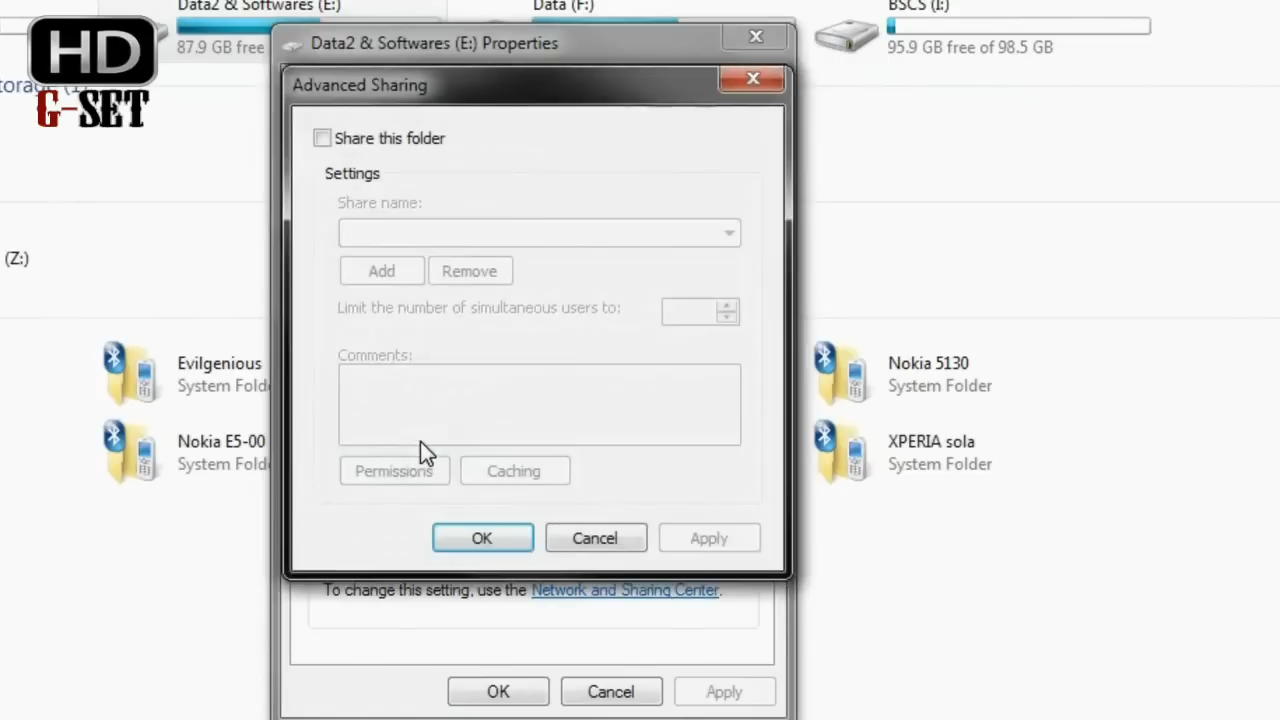 Data2 & Softwares (E:)
Data (F:)
BSCS (I:)
87.9 GB free
95.9 GB free of 98.5 GB
HD
G-SET
Data2 & Softwares (E:) Properties
Advanced Sharing
Share this folder
Settings
Share name:
Add
Remove
Limit the number of simultaneous users to:
Comments:
Permissions
Caching
OK
Cancel
Apply
(Z:)
Evilgenious
System Folde
Nokia 5130
System Folder
Nokia E5-00
System Folde
XPERIA sola
System Folder
To change this setting, use the Network and Sharing Center.
OK
Cancel
Apply